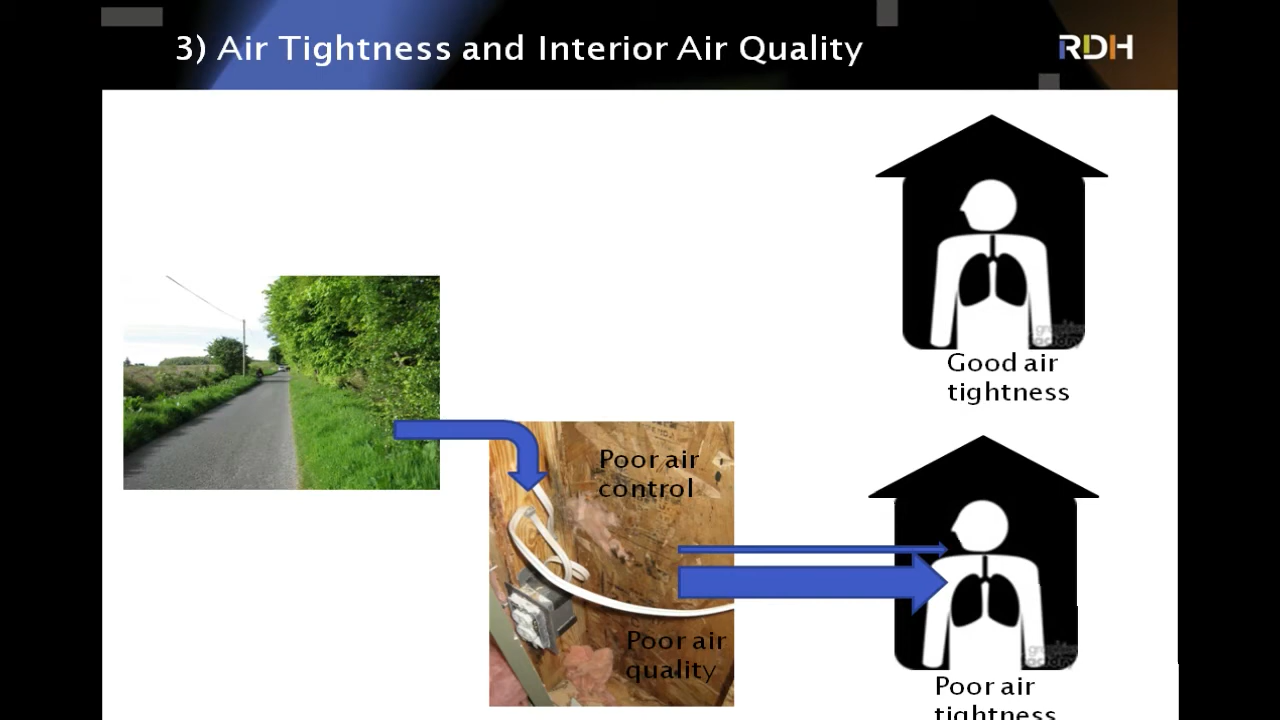 3) Air Tightness and Interior Air Quality
RDH
Good air
tightness
Poor air
control
Poor air
quality
Poor air
tightness